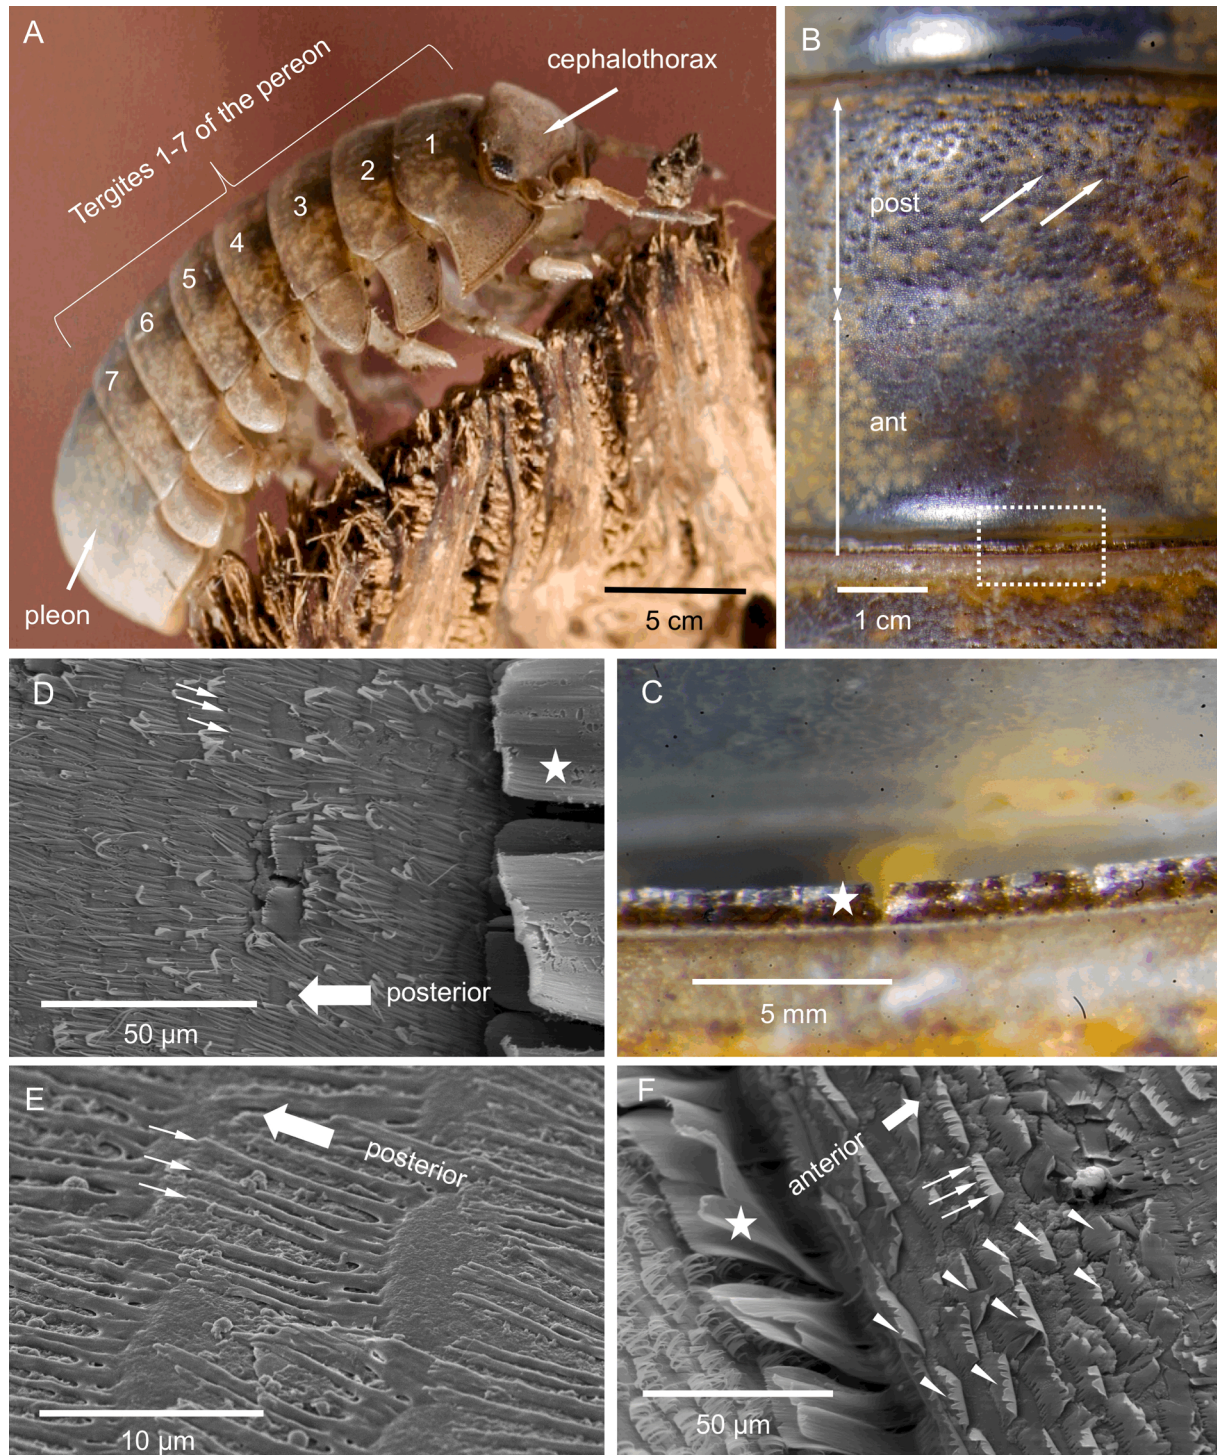 A
Tergites 1-7 of the pereon
cephalothorax
1
2
3
4
5
6
7
pleon
5 cm
B
post
ant
1 cm
D
posterior
50 µm
C
5 mm
E
posterior
10 µm
F
anterior
50 µm